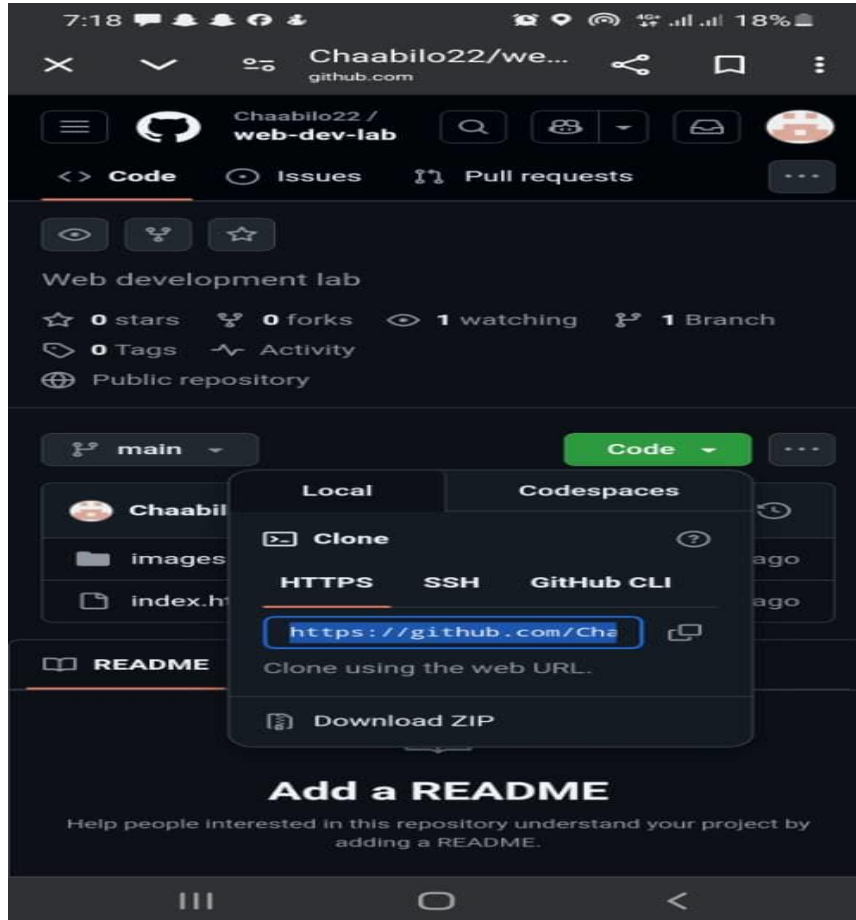 7:18 4G+ 18%
Chaabilo22/we...
github.com
Chaabilo22 /
web-dev-lab
<> Code Issues Pull requests ...
Web development lab
0 stars 0 forks 1 watching 1 Branch
0 Tags Activity
Public repository
main Code ...
Local Codespaces
Chaabil
Clone
images ago
HTTPS SSH GitHub CLI
index.ht ago
https://github.com/Cha
README
Clone using the web URL.
Download ZIP
Add a README
Help people interested in this repository understand your project by
adding a README.